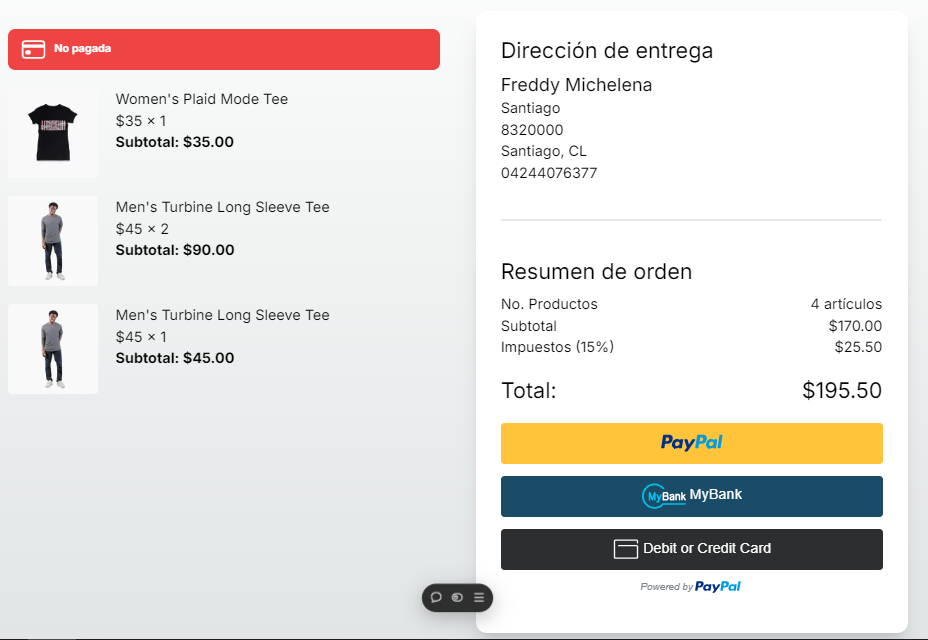 No pagada
Women's Plaid Mode Tee
$35 × 1
Subtotal: $35.00
Men's Turbine Long Sleeve Tee
$45 × 2
Subtotal: $90.00
Men's Turbine Long Sleeve Tee
$45 × 1
Subtotal: $45.00
Dirección de entrega
Freddy Michelena
Santiago
8320000
Santiago, CL
04244076377
Resumen de orden
No. Productos 4 artículos
Subtotal $170.00
Impuestos (15%) $25.50
Total: $195.50
PayPal
MyBank MyBank
Debit or Credit Card
Powered by PayPal